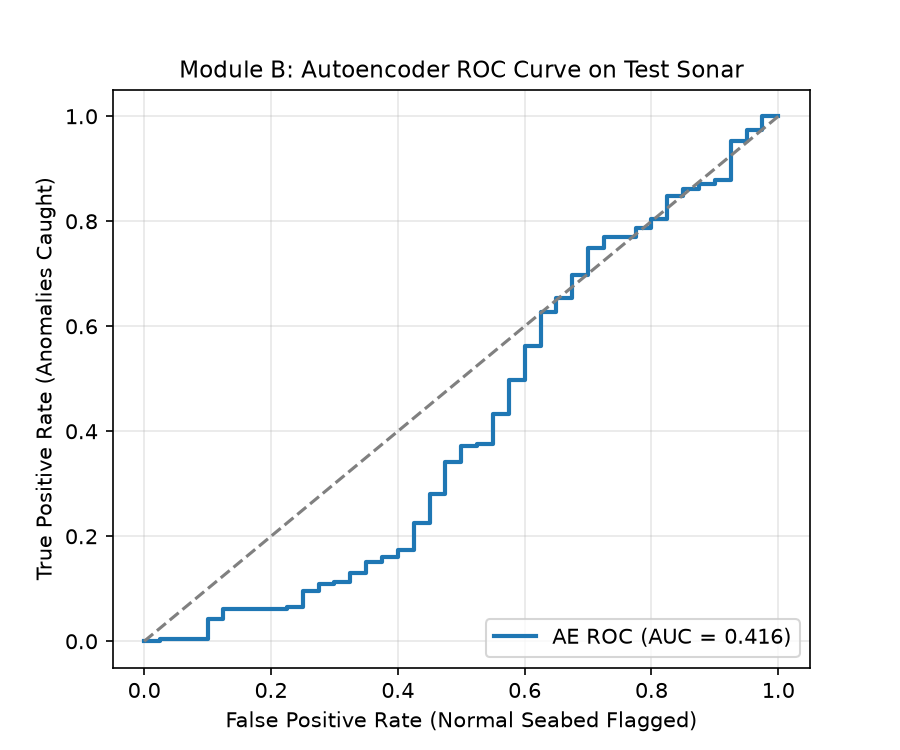 Module B: Autoencoder ROC Curve on Test Sonar
True Positive Rate (Anomalies Caught)
1.0
0.8
0.6
0.4
0.2
0.0
AE ROC (AUC = 0.416)
0.0 0.2 0.4 0.6 0.8 1.0
False Positive Rate (Normal Seabed Flagged)